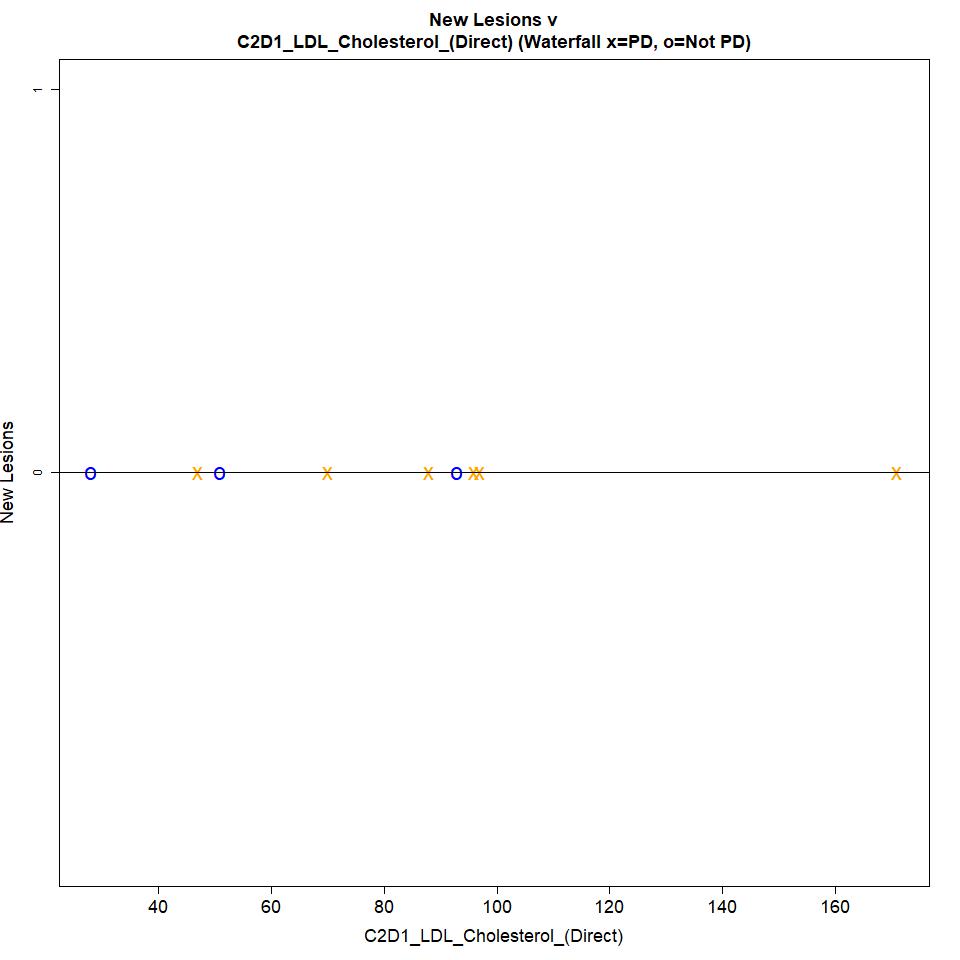 New Lesions v
C2D1_LDL_Cholesterol_(Direct) (Waterfall x=PD, o=Not PD)
1
New Lesions
0
o x o x x o x x x
40 60 80 100 120 140 160
C2D1_LDL_Cholesterol_(Direct)